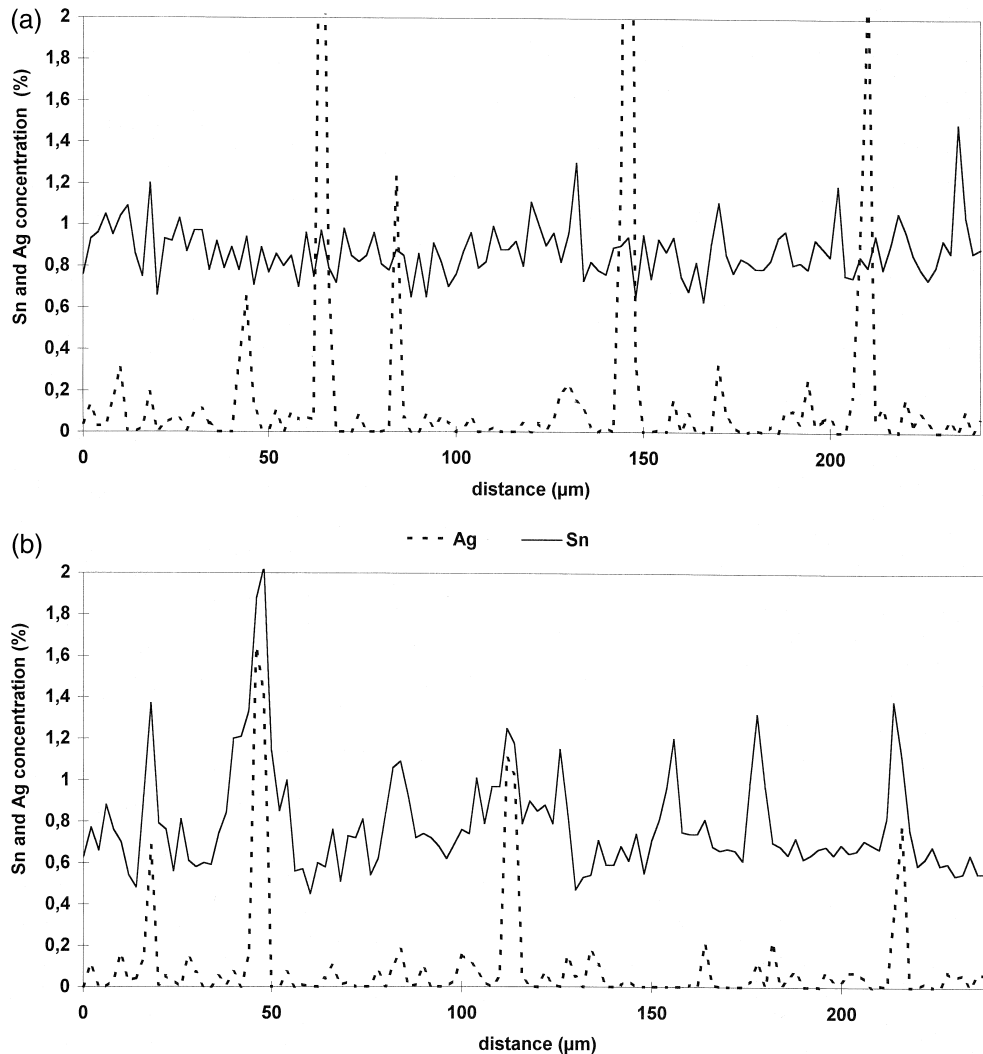 (a)
Sn and Ag concentration (%)
2
1,8
1,6
1,4
1,2
1
0,8
0,6
0,4
0,2
0
0 50 100 150 200
distance (µm)
Ag Sn
(b)
Sn and Ag concentration (%)
2
1,8
1,6
1,4
1,2
1
0,8
0,6
0,4
0,2
0
0 50 100 150 200
distance (µm)